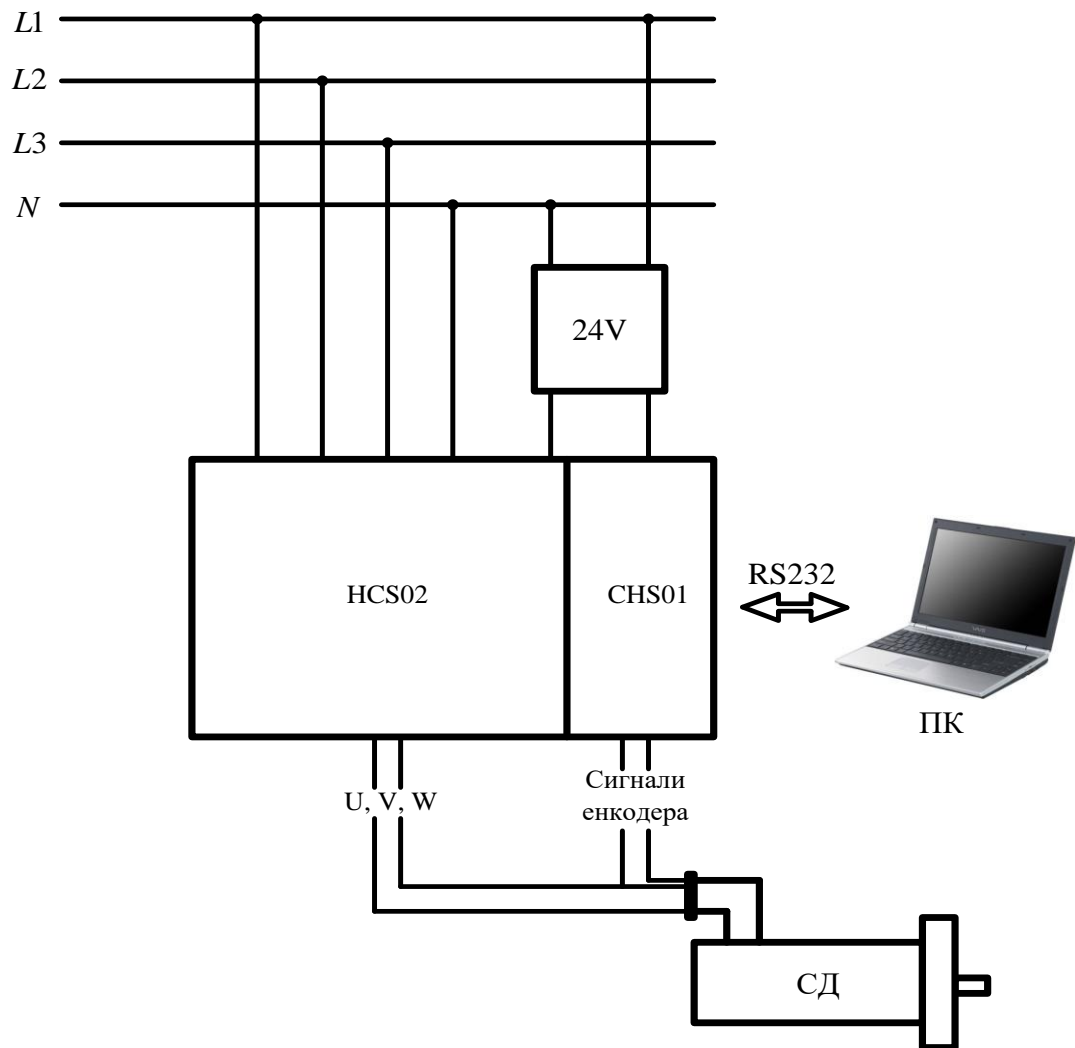 L1
L2
L3
N
24V
HCS02
CHS01
RS232
ПК
U, V, W
Сигнали
енкодера
СД